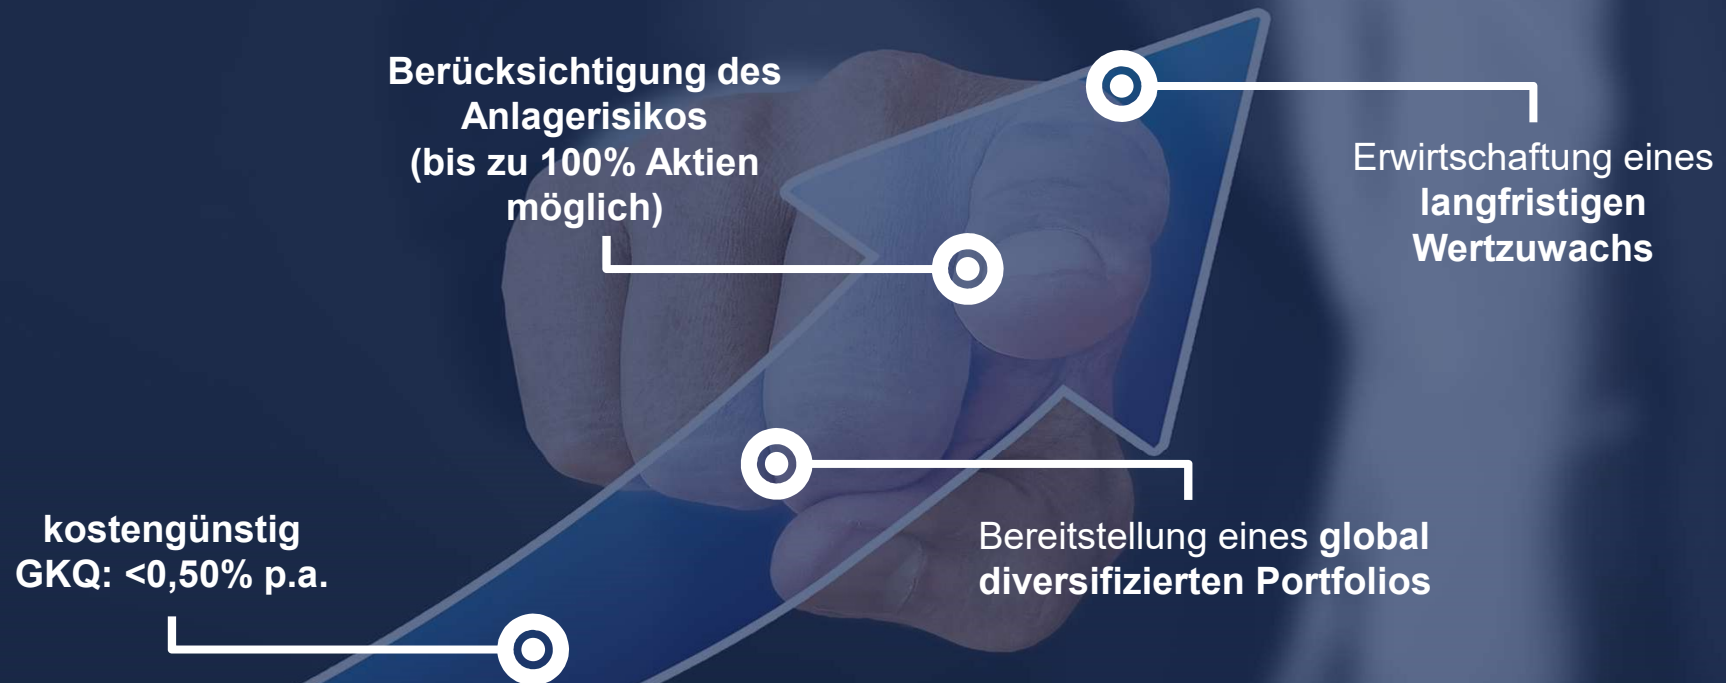 Berücksichtigung des
Anlagerisikos
(bis zu 100% Aktien
möglich)
Erwirtschaftung eines
langfristigen
Wertzuwachs
kostengünstig
GKQ: <0,50% p.a.
Bereitstellung eines global
diversifizierten Portfolios